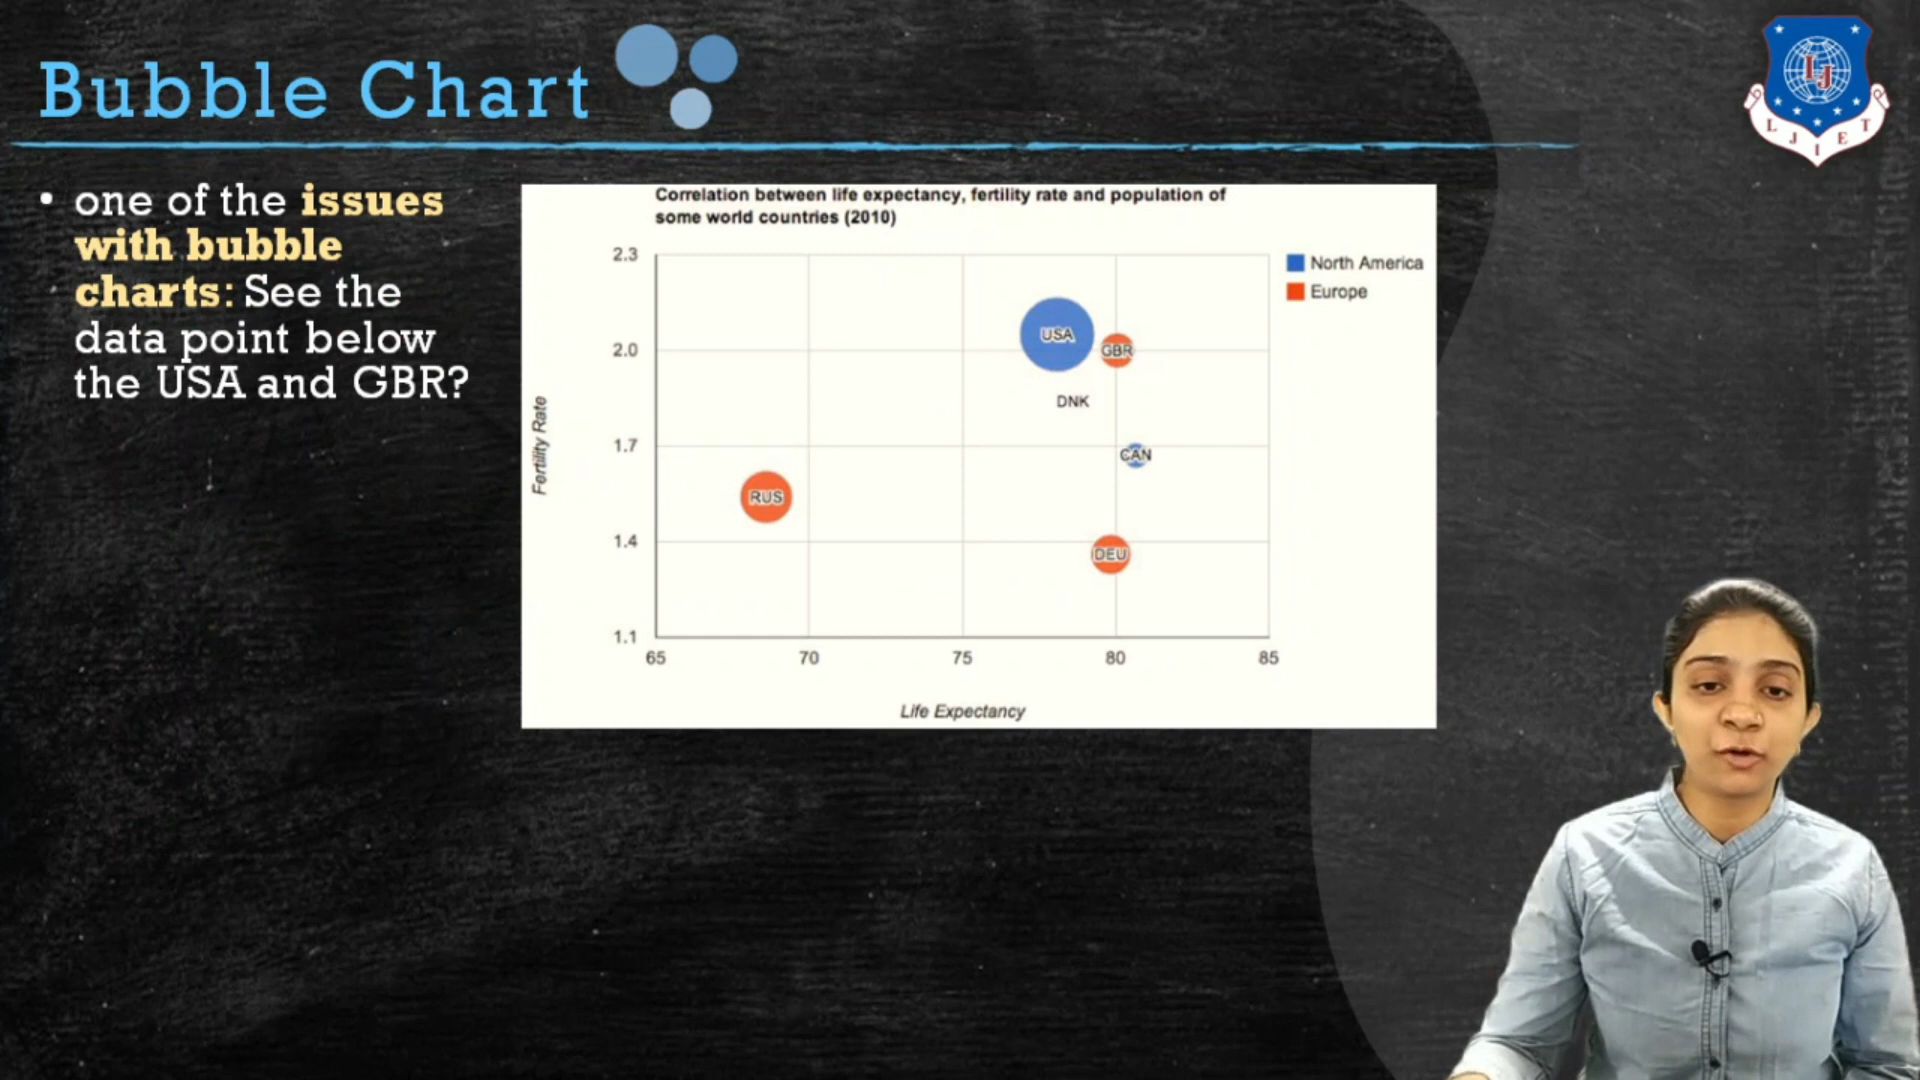 Bubble Chart
L J I E T
• one of the issues
with bubble
charts: See the
data point below
the USA and GBR?
Correlation between life expectancy, fertility rate and population of
some world countries (2010)
2.3
2.0
1.7
1.4
1.1
Fertility Rate
North America
Europe
USA
GBR
DNK
CAN
RUS
DEU
65 70 75 80 85
Life Expectancy